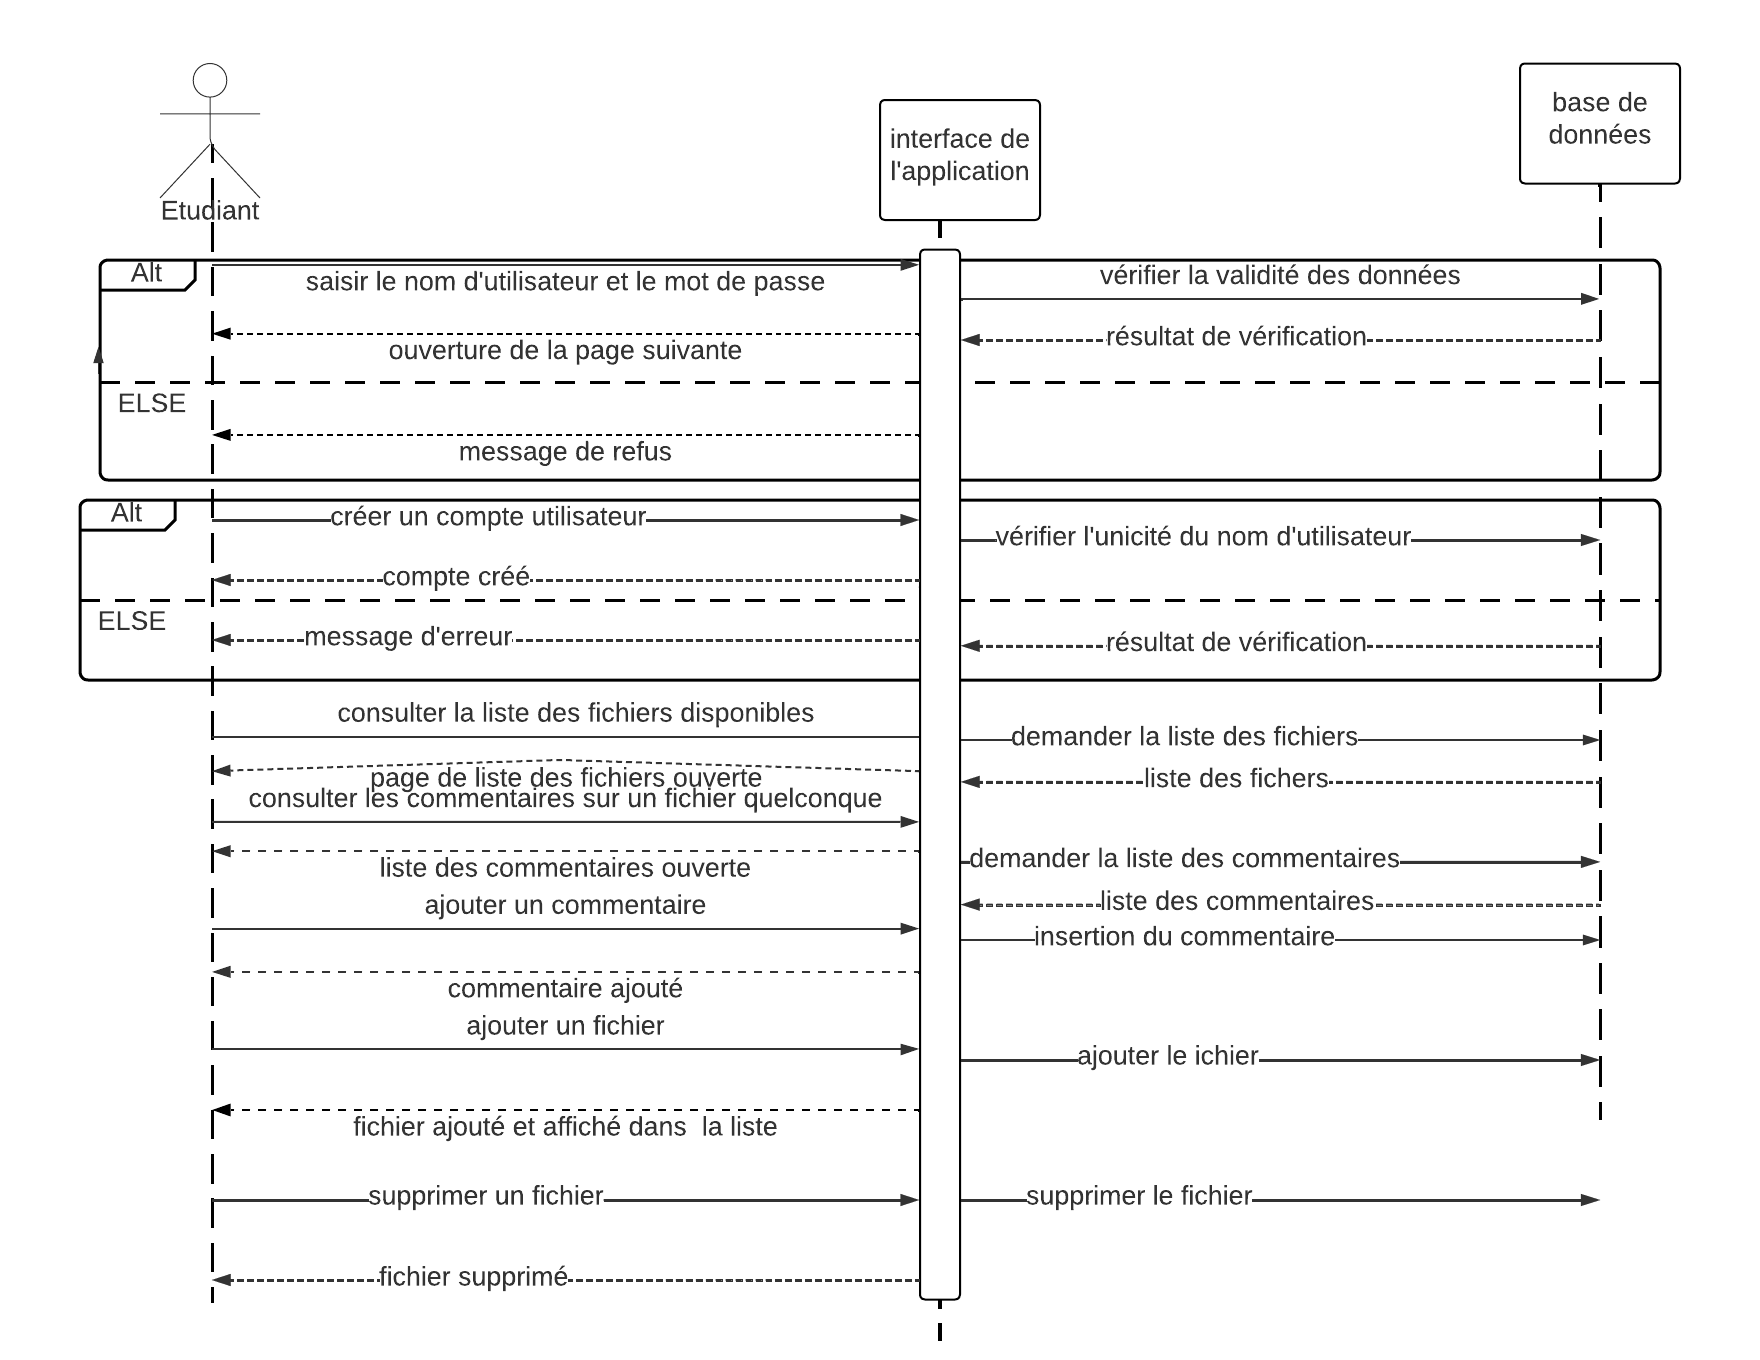 base de
données
interface de
l'application
Etudiant
Alt
saisir le nom d'utilisateur et le mot de passe
vérifier la validité des données
ouverture de la page suivante
résultat de vérification
ELSE
message de refus
Alt
créer un compte utilisateur
vérifier l'unicité du nom d'utilisateur
compte créé
ELSE
message d'erreur
résultat de vérification
consulter la liste des fichiers disponibles
demander la liste des fichiers
page de liste des fichiers ouverte
liste des fichers
consulter les commentaires sur un fichier quelconque
liste des commentaires ouverte
demander la liste des commentaires
ajouter un commentaire
liste des commentaires
insertion du commentaire
commentaire ajouté
ajouter un fichier
ajouter le ichier
fichier ajouté et affiché dans  la liste
supprimer un fichier
supprimer le fichier
fichier supprimé